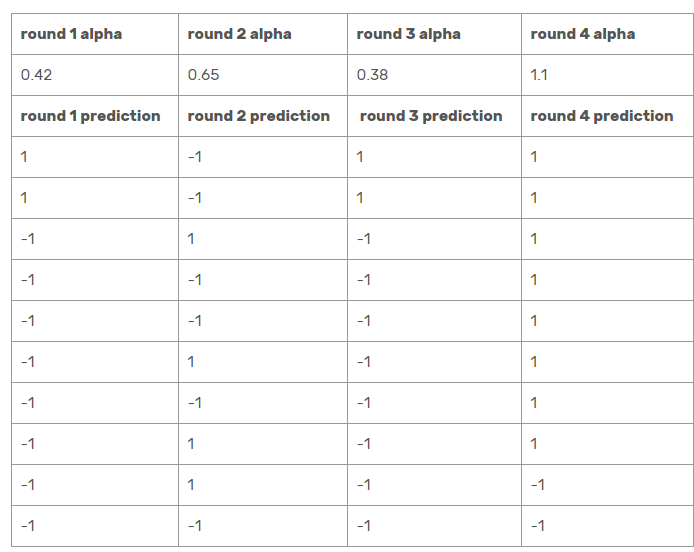 round 1 alpha round 2 alpha round 3 alpha round 4 alpha
0.42 0.65 0.38 1.1
round 1 prediction round 2 prediction round 3 prediction round 4 prediction
1 -1 1 1
1 -1 1 1
-1 1 -1 1
-1 -1 -1 1
-1 -1 -1 1
-1 1 -1 1
-1 -1 -1 1
-1 1 -1 1
-1 1 -1 -1
-1 -1 -1 -1